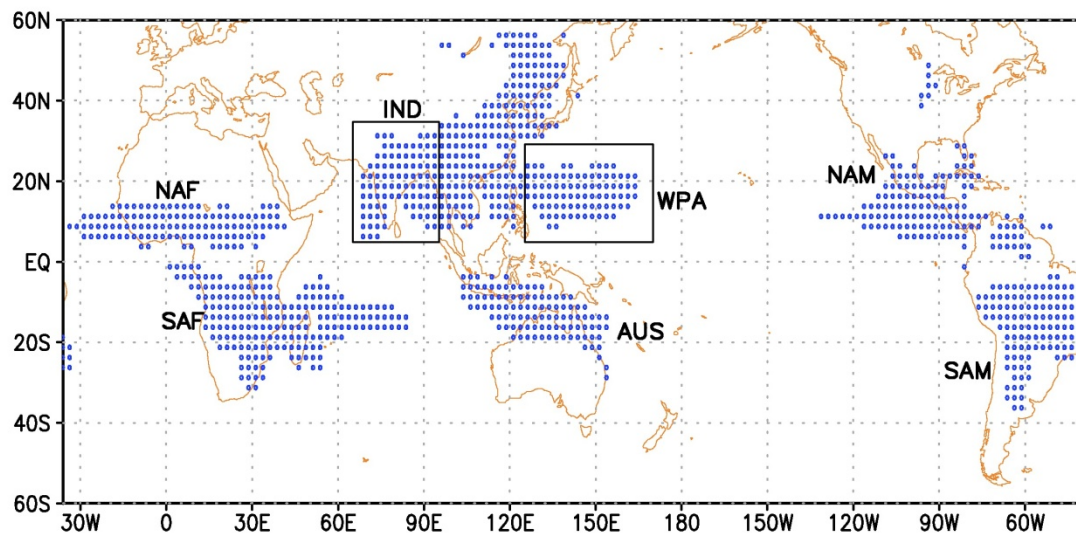 60N
40N
IND
20N
NAF
NAM
WPA
EQ
SAF
AUS
20S
SAM
40S
60S
30W 0 30E 60E 90E 120E 150E 180 150W 120W 90W 60W